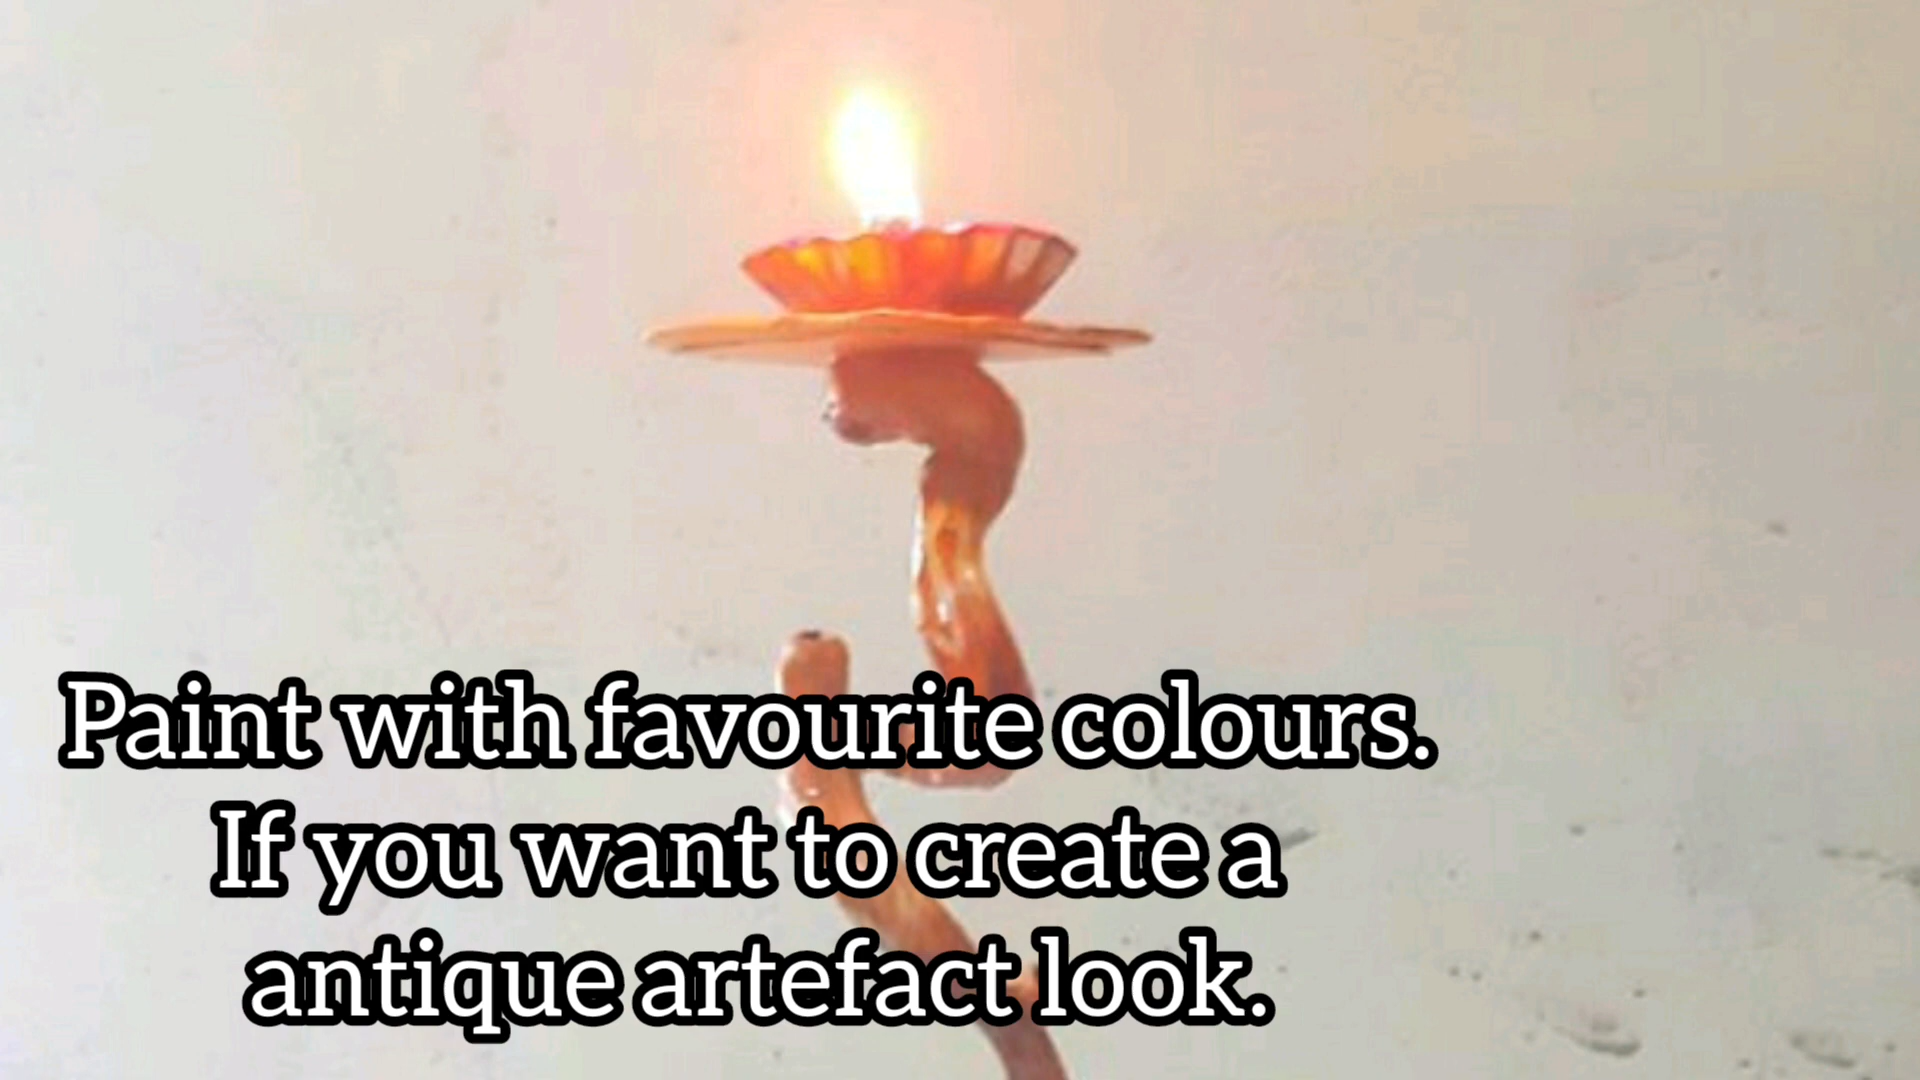 Paint with favourite colours.
If you want to create a
antique artefact look.